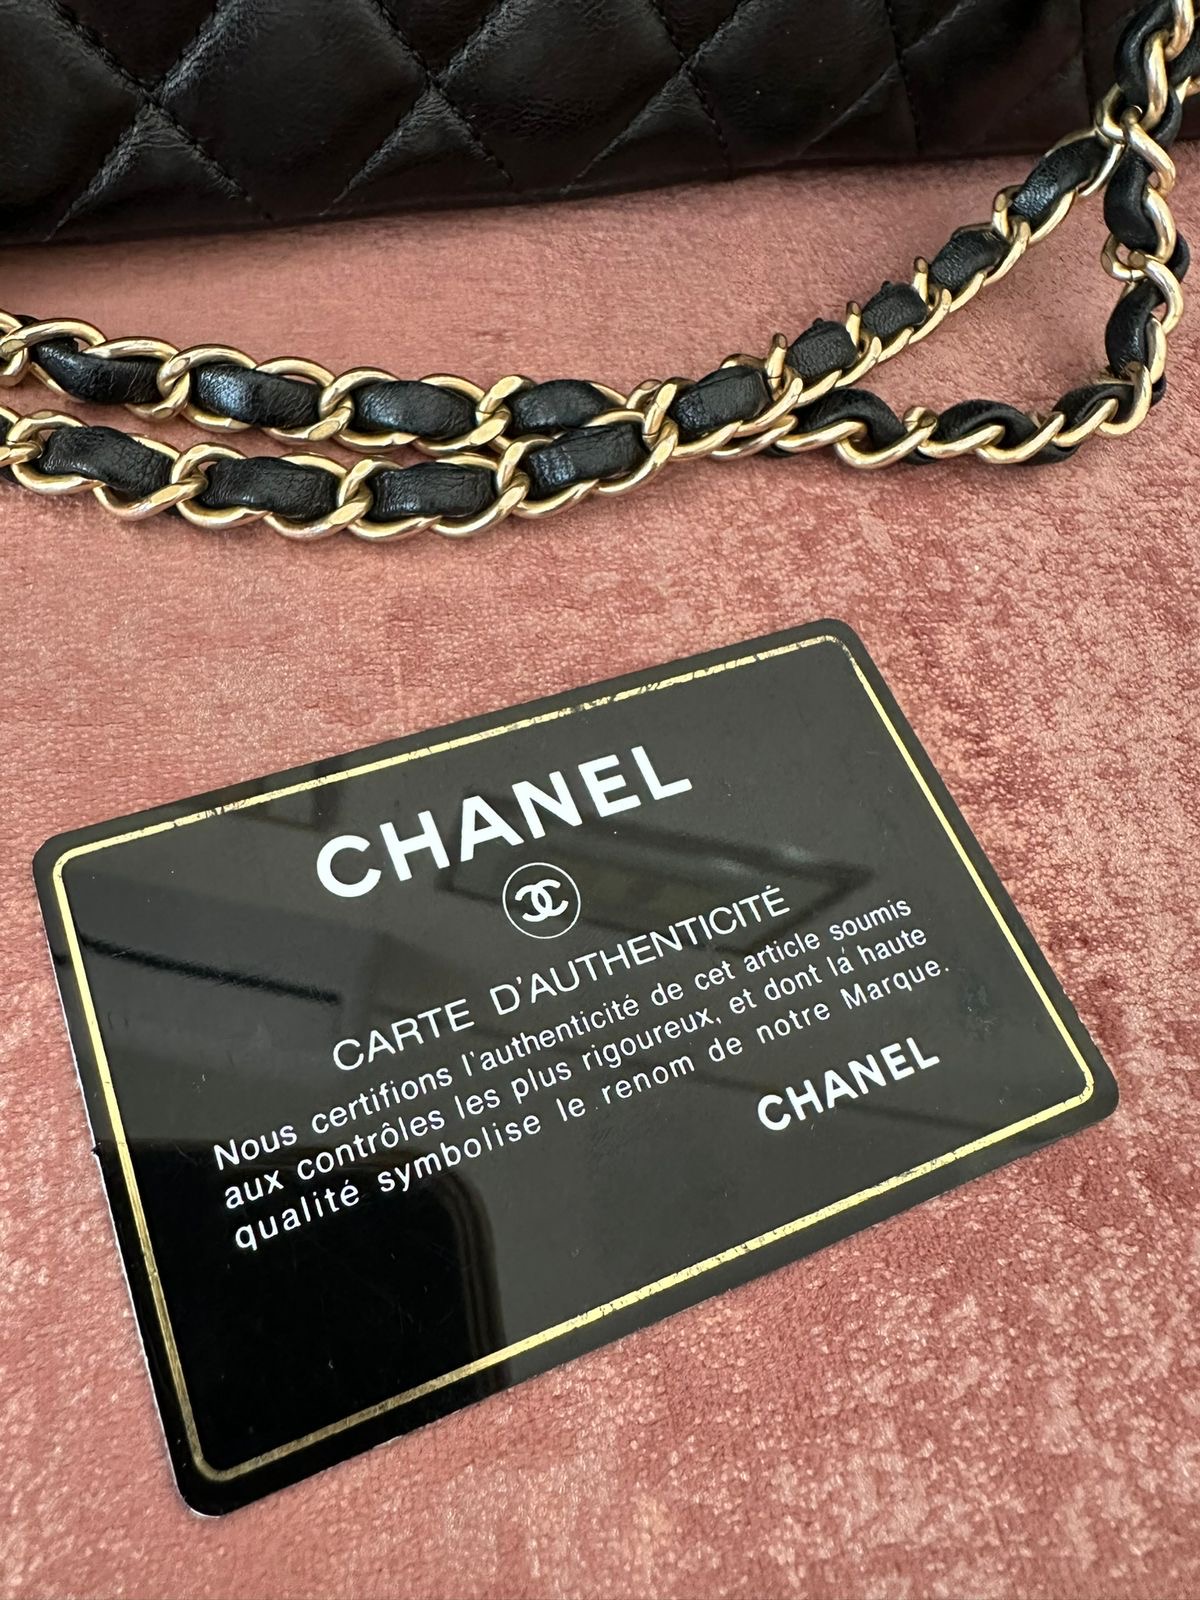 CHANEL
CARTE D'AUTHENTICITÉ
Nous certifions l'authenticité de cet article soumis
aux contrôles les plus rigoureux, et dont lá haute
qualité symbolise le renom de notre Marque.
CHANEL